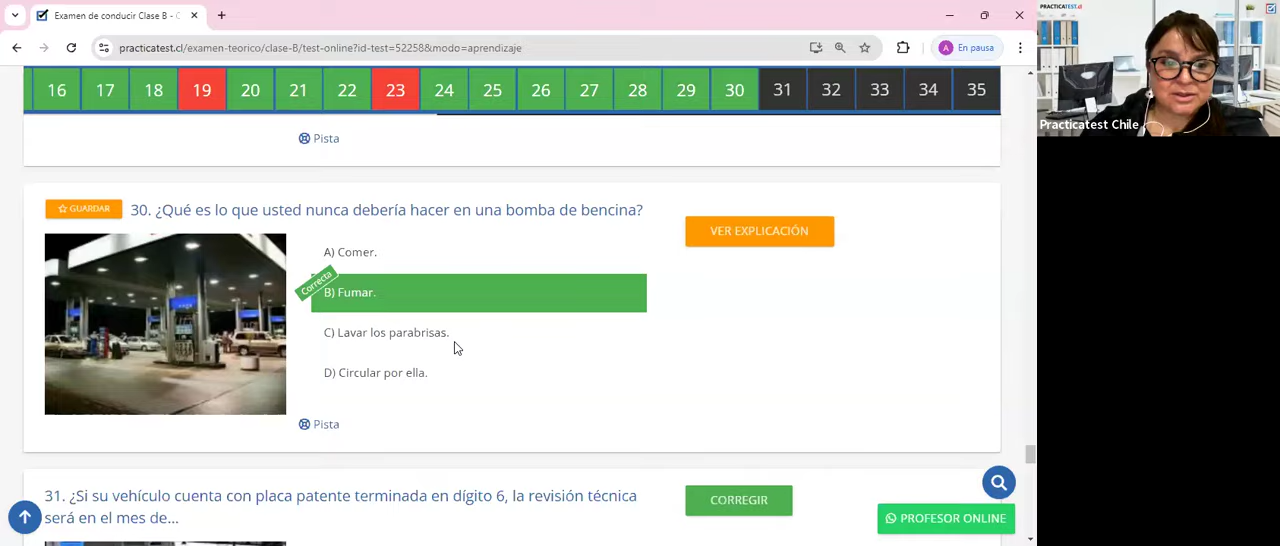 Examen de conducir Clase B - C
practicatest.cl/examen-teorico/clase-B/test-online?id-test=52258&modo=aprendizaje
A En pausa
PRACTICATEST.cl
Practicatest Chile
16 17 18 19 20 21 22 23 24 25 26 27 28 29 30 31 32 33 34 35
Pista
GUARDAR
30. ¿Qué es lo que usted nunca debería hacer en una bomba de bencina?
VER EXPLICACIÓN
A) Comer.
Correcta
B) Fumar.
C) Lavar los parabrisas.
D) Circular por ella.
Pista
31. ¿Si su vehículo cuenta con placa patente terminada en dígito 6, la revisión técnica
será en el mes de...
CORREGIR
PROFESOR ONLINE